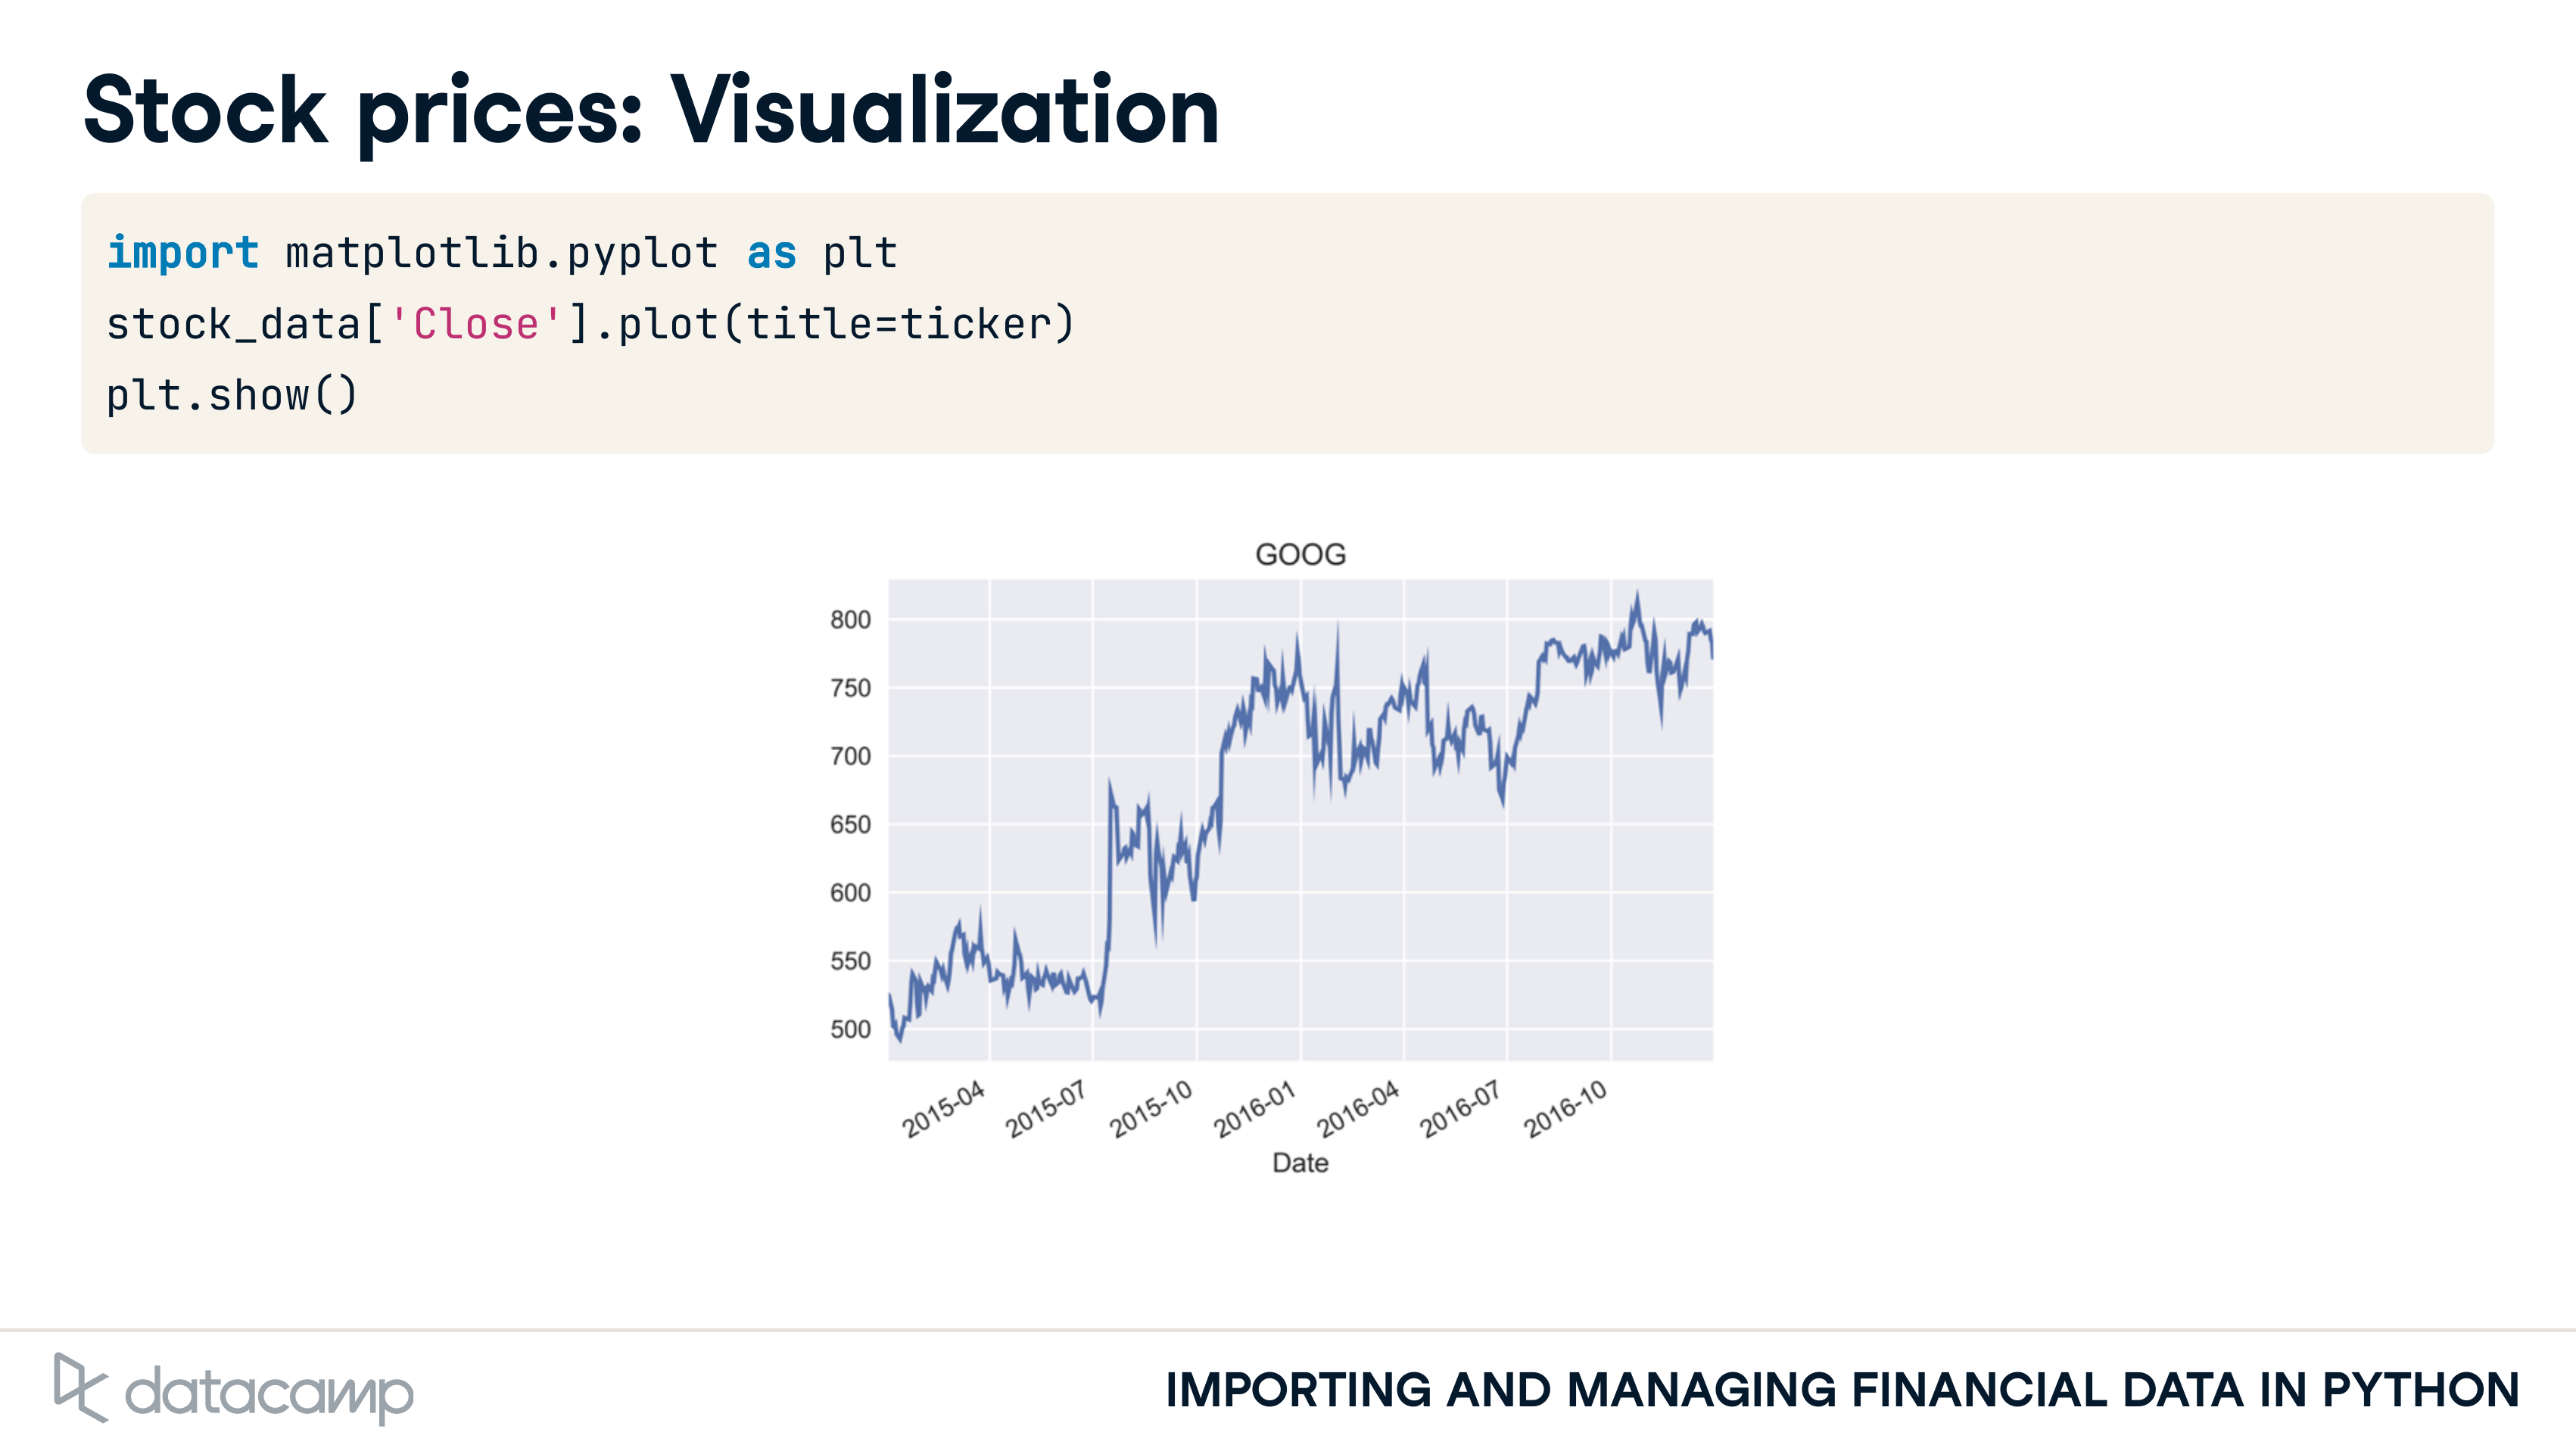 Stock prices: Visualization
import matplotlib.pyplot as plt
stock_data['Close'].plot(title=ticker)
plt.show()
GOOG
800
750
700
650
600
550
500
2015-04 2015-07 2015-10 2016-01 2016-04 2016-07 2016-10
Date
datacamp
IMPORTING AND MANAGING FINANCIAL DATA IN PYTHON